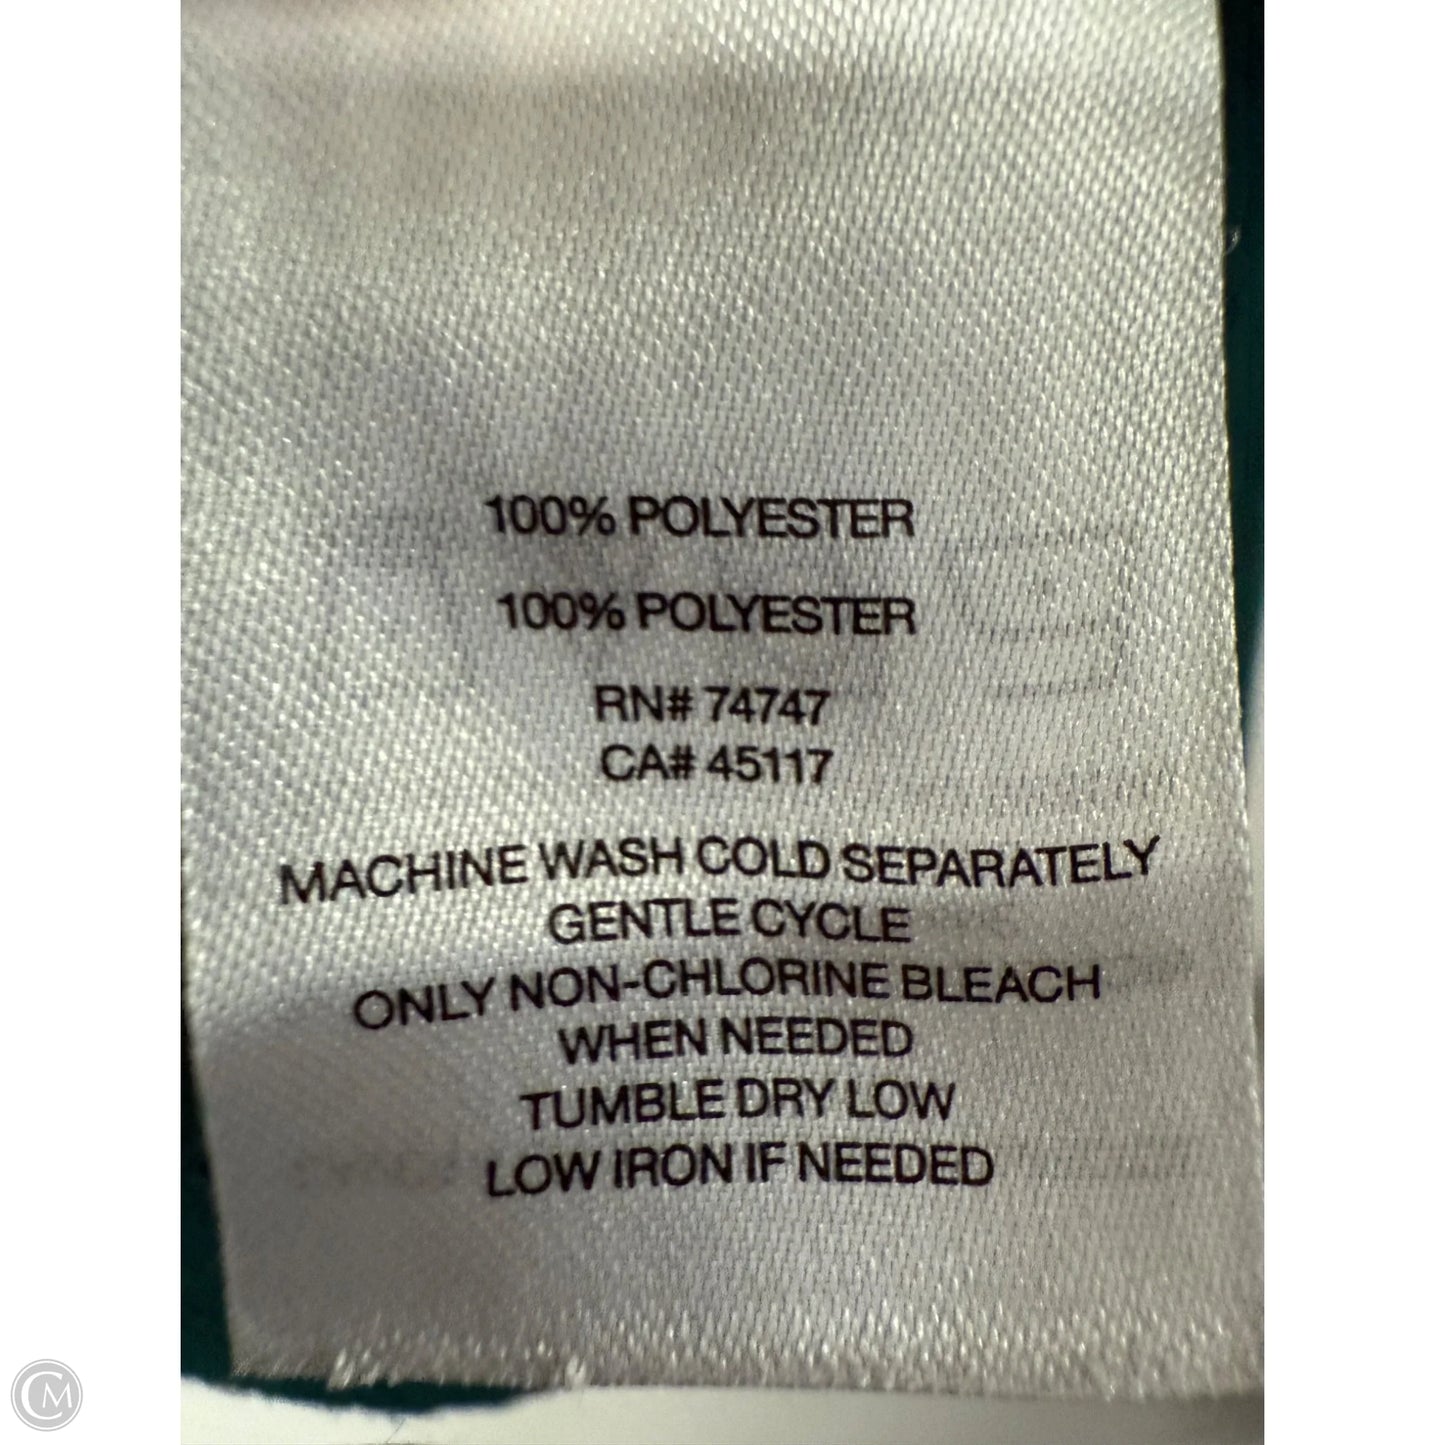 100% POLYESTER
100% POLYESTER
RN# 74747
CA# 45117
MACHINE WASH COLD SEPARATELY
GENTLE CYCLE
ONLY NON-CHLORINE BLEACH
WHEN NEEDED
TUMBLE DRY LOW
LOW IRON IF NEEDED
CM